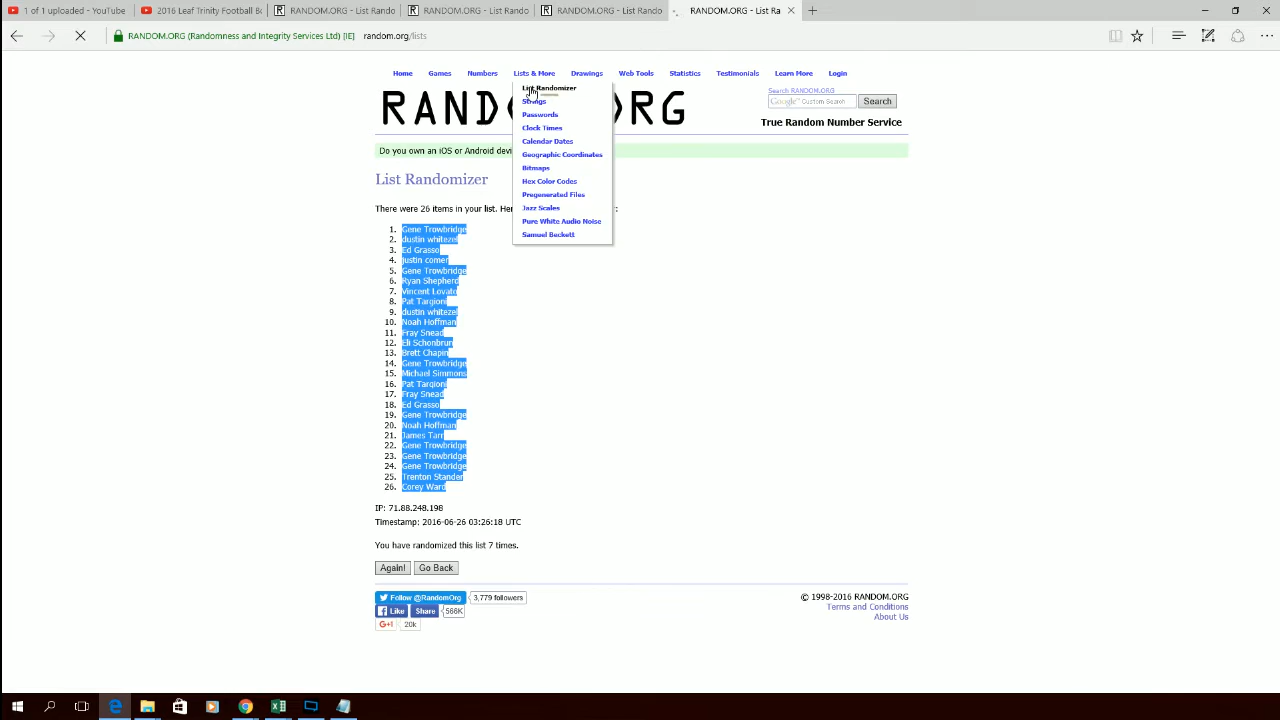 1 of 1 uploaded - YouTube
2016 Leaf Trinity Football Bo
RANDOM.ORG - List Rando
RANDOM.ORG - List Rando
RANDOM.ORG - List Rando
RANDOM.ORG - List Ra
RANDOM.ORG (Randomness and Integrity Services Ltd) [IE] random.org/lists
Home Games Numbers Lists & More Drawings Web Tools Statistics Testimonials Learn More Login
List Randomizer
Strings
Passwords
Clock Times
Calendar Dates
Geographic Coordinates
Bitmaps
Hex Color Codes
Pregenerated Files
Jazz Scales
Pure White Audio Noise
Samuel Beckett
Search RANDOM.ORG
Google™ Custom Search Search
True Random Number Service
Do you own an iOS or Android devi
List Randomizer
There were 26 items in your list. Her r:
1. Gene Trowbridge
2. dustin whitezel
3. Ed Grasso
4. justin comer
5. Gene Trowbridge
6. Ryan Shepherd
7. Vincent Lovato
8. Pat Targioni
9. dustin whitezel
10. Noah Hoffman
11. Fray Snead
12. Eli Schonbrun
13. Brett Chapin
14. Gene Trowbridge
15. Michael Simmons
16. Pat Targioni
17. Fray Snead
18. Ed Grasso
19. Gene Trowbridge
20. Noah Hoffman
21. James Tarr
22. Gene Trowbridge
23. Gene Trowbridge
24. Gene Trowbridge
25. Trenton Stander
26. Corey Ward
IP: 71.88.248.198
Timestamp: 2016-06-26 03:26:18 UTC
You have randomized this list 7 times.
Again! Go Back
Follow @RandomOrg 3,779 followers
Like Share 566K
G+1 20k
© 1998-2016 RANDOM.ORG
Terms and Conditions
About Us